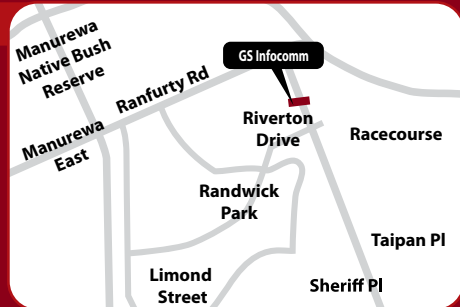 Manurewa
Native Bush
Reserve
GS Infocomm
Ranfurty Rd
Riverton
Drive
Racecourse
Manurewa
East
Randwick
Park
Taipan Pl
Limond
Street
Sheriff Pl